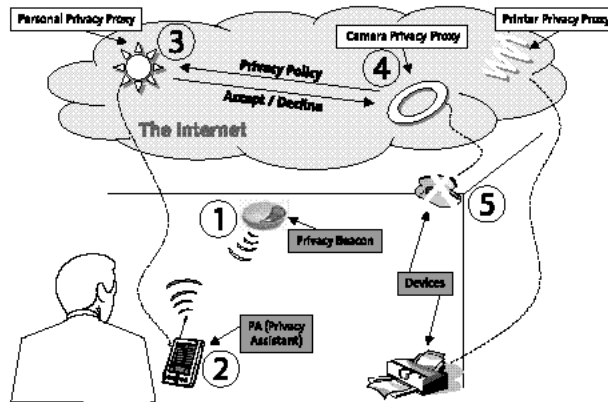 Personal Privacy Proxy
Printer Privacy Proxy
3
Camera Privacy Proxy
4
Privacy Policy
Accept / Decline
The Internet
1
5
Privacy Beacon
Devices
PA (Privacy
Assistant)
2